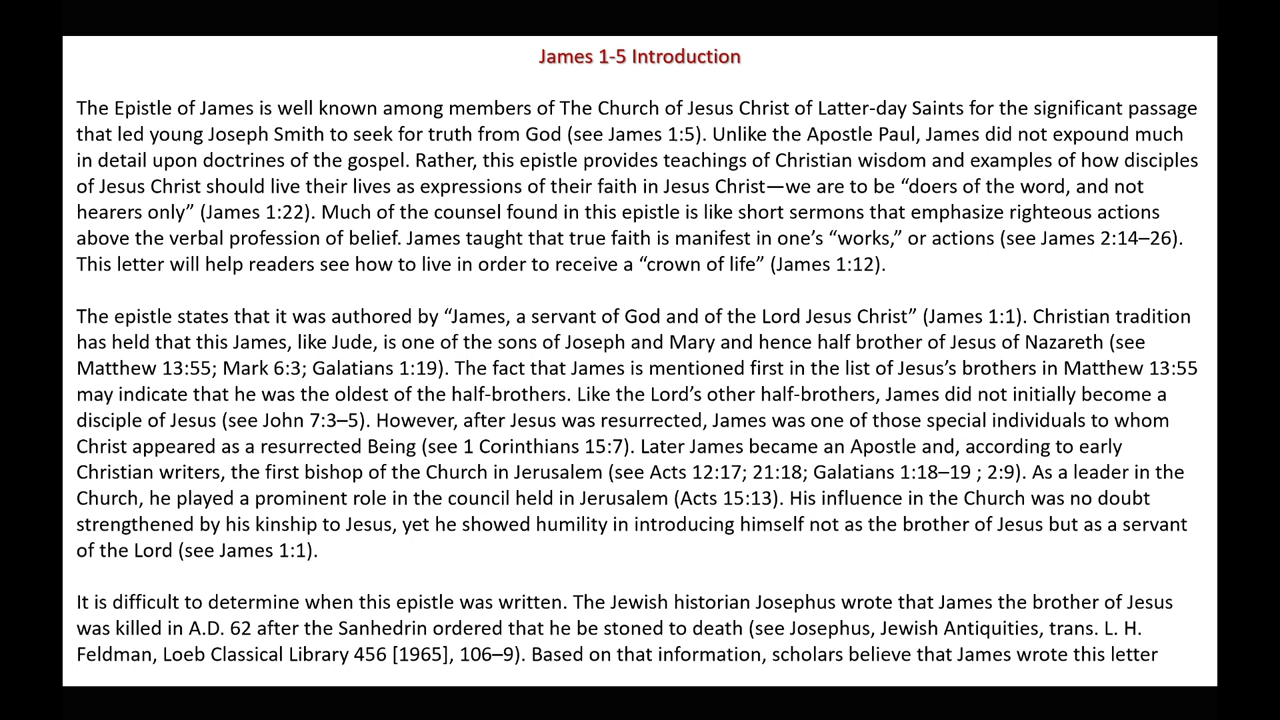 James 1-5 Introduction
The Epistle of James is well known among members of The Church of Jesus Christ of Latter-day Saints for the significant passage
that led young Joseph Smith to seek for truth from God (see James 1:5). Unlike the Apostle Paul, James did not expound much
in detail upon doctrines of the gospel. Rather, this epistle provides teachings of Christian wisdom and examples of how disciples
of Jesus Christ should live their lives as expressions of their faith in Jesus Christ—we are to be “doers of the word, and not
hearers only” (James 1:22). Much of the counsel found in this epistle is like short sermons that emphasize righteous actions
above the verbal profession of belief. James taught that true faith is manifest in one’s “works,” or actions (see James 2:14–26).
This letter will help readers see how to live in order to receive a “crown of life” (James 1:12).
The epistle states that it was authored by “James, a servant of God and of the Lord Jesus Christ” (James 1:1). Christian tradition
has held that this James, like Jude, is one of the sons of Joseph and Mary and hence half brother of Jesus of Nazareth (see
Matthew 13:55; Mark 6:3; Galatians 1:19). The fact that James is mentioned first in the list of Jesus’s brothers in Matthew 13:55
may indicate that he was the oldest of the half-brothers. Like the Lord’s other half-brothers, James did not initially become a
disciple of Jesus (see John 7:3–5). However, after Jesus was resurrected, James was one of those special individuals to whom
Christ appeared as a resurrected Being (see 1 Corinthians 15:7). Later James became an Apostle and, according to early
Christian writers, the first bishop of the Church in Jerusalem (see Acts 12:17; 21:18; Galatians 1:18–19 ; 2:9). As a leader in the
Church, he played a prominent role in the council held in Jerusalem (Acts 15:13). His influence in the Church was no doubt
strengthened by his kinship to Jesus, yet he showed humility in introducing himself not as the brother of Jesus but as a servant
of the Lord (see James 1:1).
It is difficult to determine when this epistle was written. The Jewish historian Josephus wrote that James the brother of Jesus
was killed in A.D. 62 after the Sanhedrin ordered that he be stoned to death (see Josephus, Jewish Antiquities, trans. L. H.
Feldman, Loeb Classical Library 456 [1965], 106–9). Based on that information, scholars believe that James wrote this letter